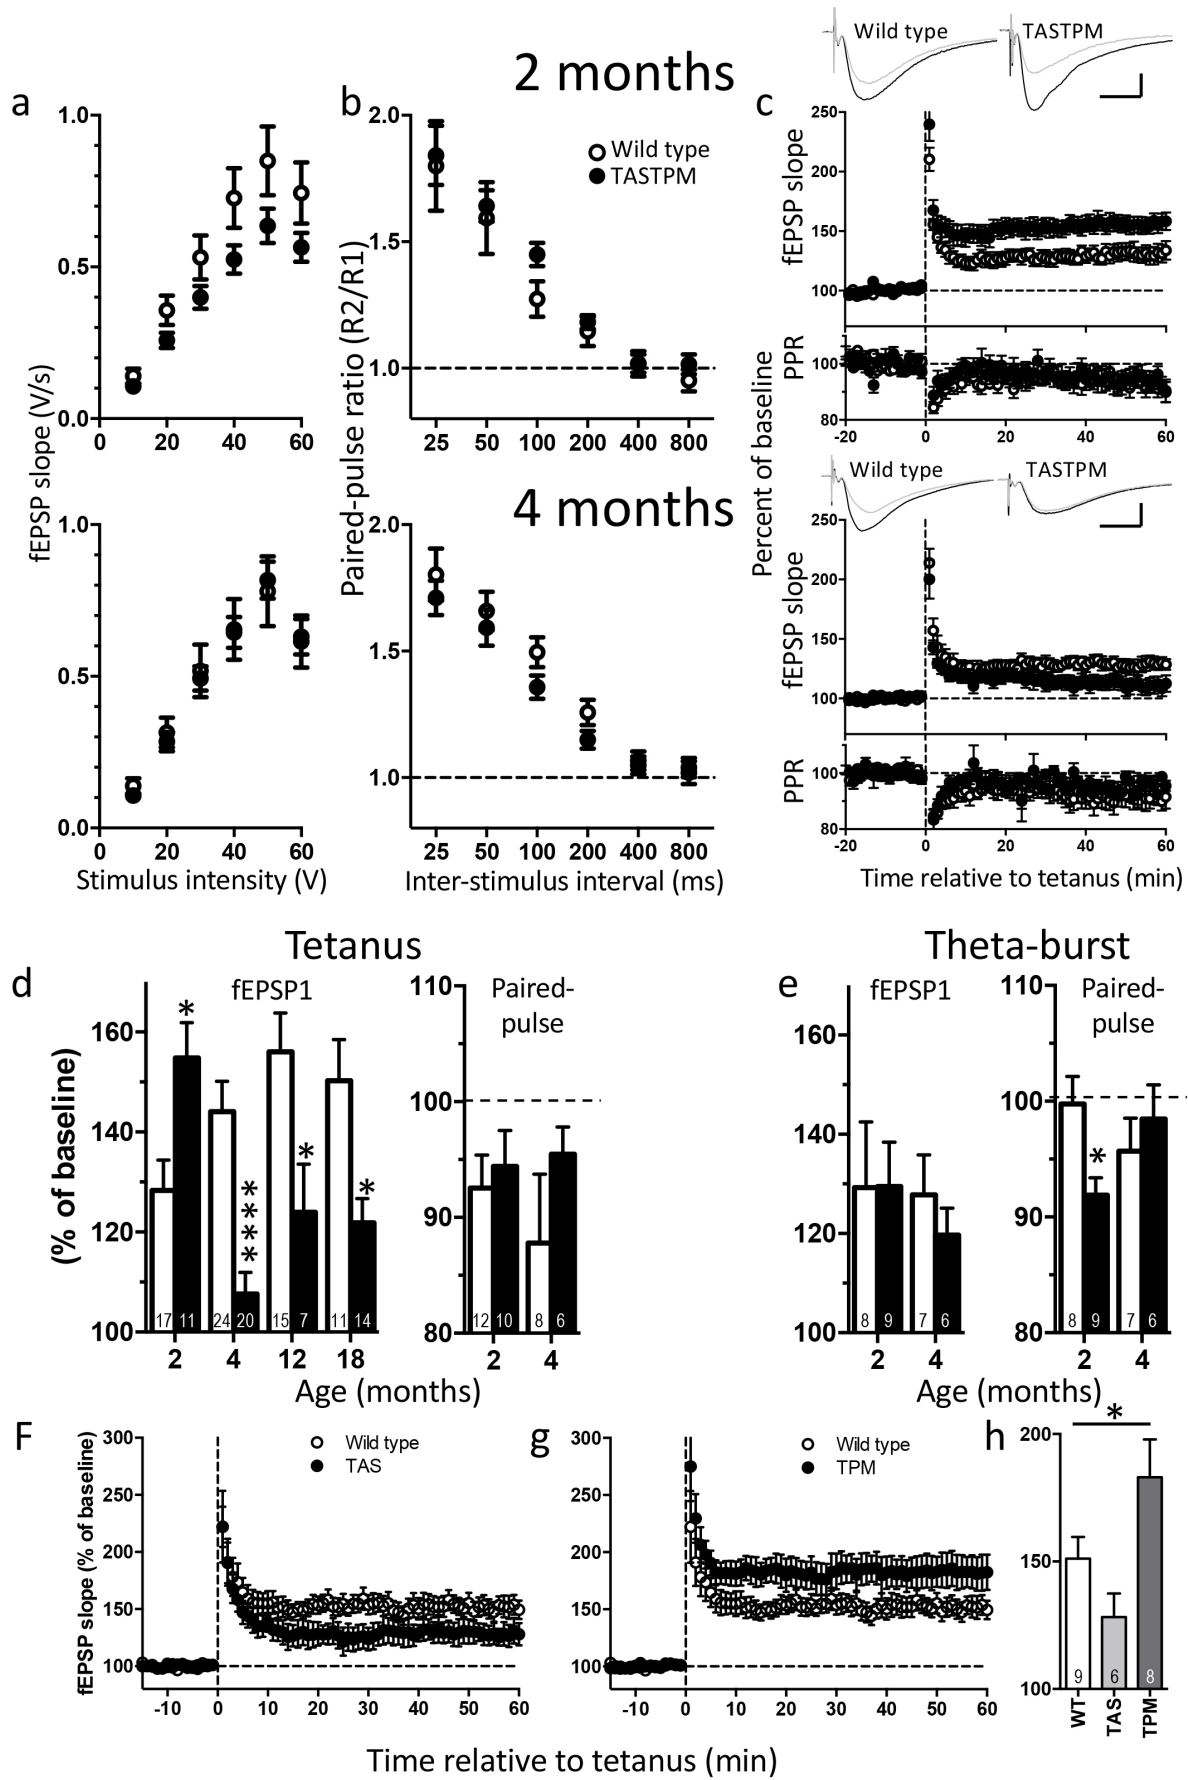 Wild type TASTPM
2 months
a b c
1.0
0.5
0.0
0 20 40 60
2.0
1.5
1.0
25 50 100 200 400 800
Wild type
TASTPM
250
200
150
100
fEPSP slope
100
80
PPR
-20 0 20 40 60
fEPSP slope (V/s)
Paired-pulse ratio (R2/R1)
Percent of baseline
Wild type TASTPM
4 months
1.0
0.5
0.0
0 20 40 60
Stimulus intensity (V)
2.0
1.5
1.0
25 50 100 200 400 800
Inter-stimulus interval (ms)
250
200
150
100
fEPSP slope
100
80
PPR
-20 0 20 40 60
Time relative to tetanus (min)
Tetanus
d
fEPSP1
(% of baseline)
160
140
120
100
* **** * *
17 11 24 20 15 7 11 14
2 4 12 18
Paired-
pulse
110
100
90
80
12 10 8 6
2 4
Age (months)
Theta-burst
e
fEPSP1
160
140
120
100
8 9 7 6
2 4
Paired-
pulse
110
100
90
80
*
8 9 7 6
2 4
Age (months)
F
Wild type
TAS
fEPSP slope (% of baseline)
300
250
200
150
100
-10 0 10 20 30 40 50 60
g
Wild type
TPM
300
250
200
150
100
-10 0 10 20 30 40 50 60
Time relative to tetanus (min)
h
*
200
150
100
9 6 8
WT
TAS
TPM